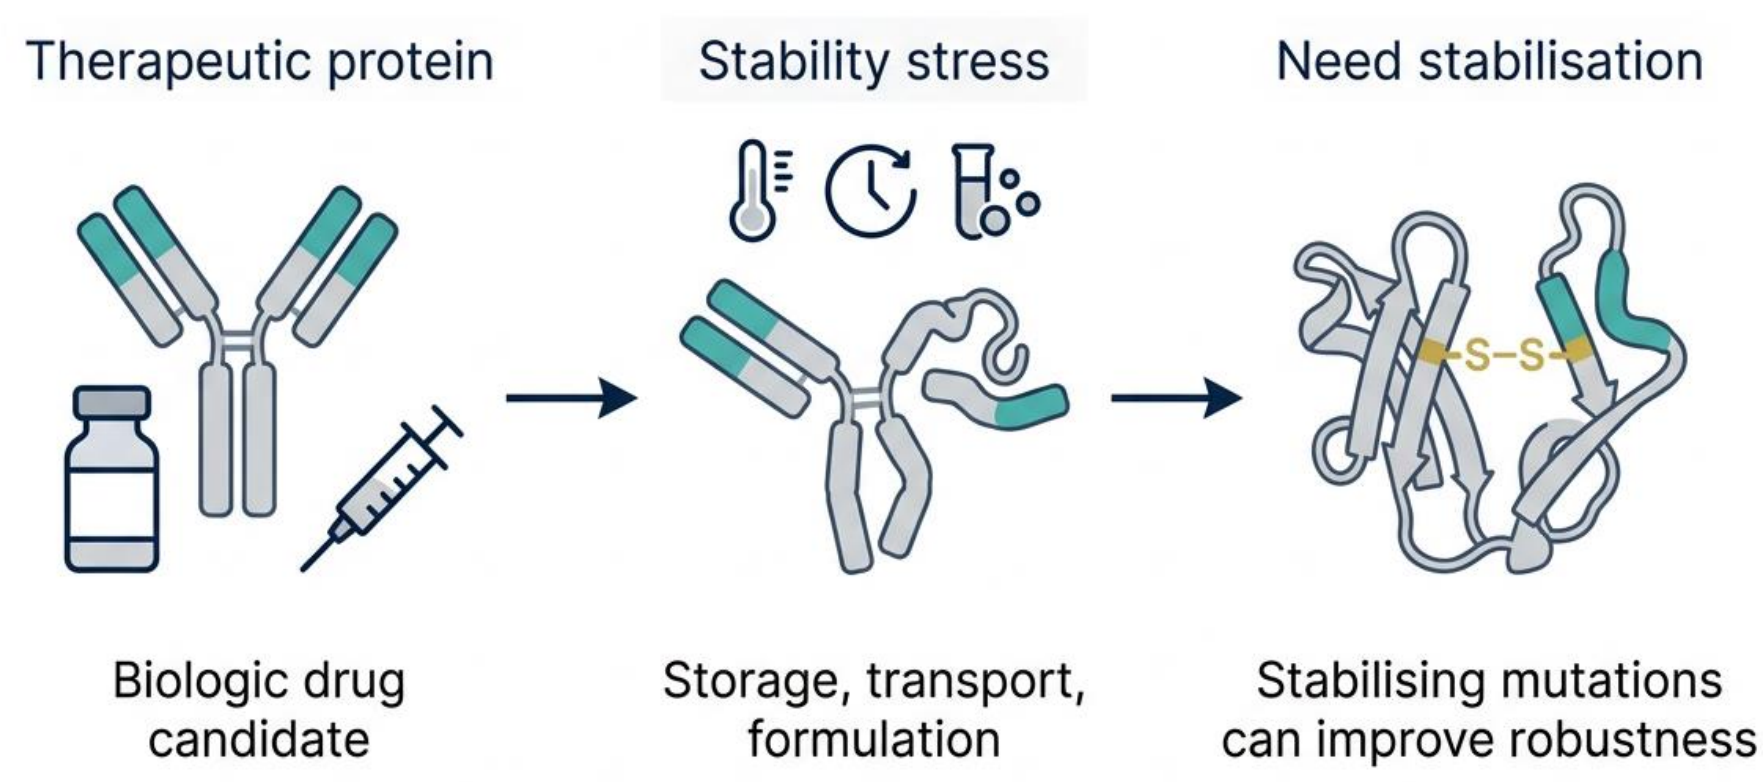 Therapeutic protein
Stability stress
Need stabilisation
-S-S-
Biologic drug
candidate
Storage, transport,
formulation
Stabilising mutations
can improve robustness